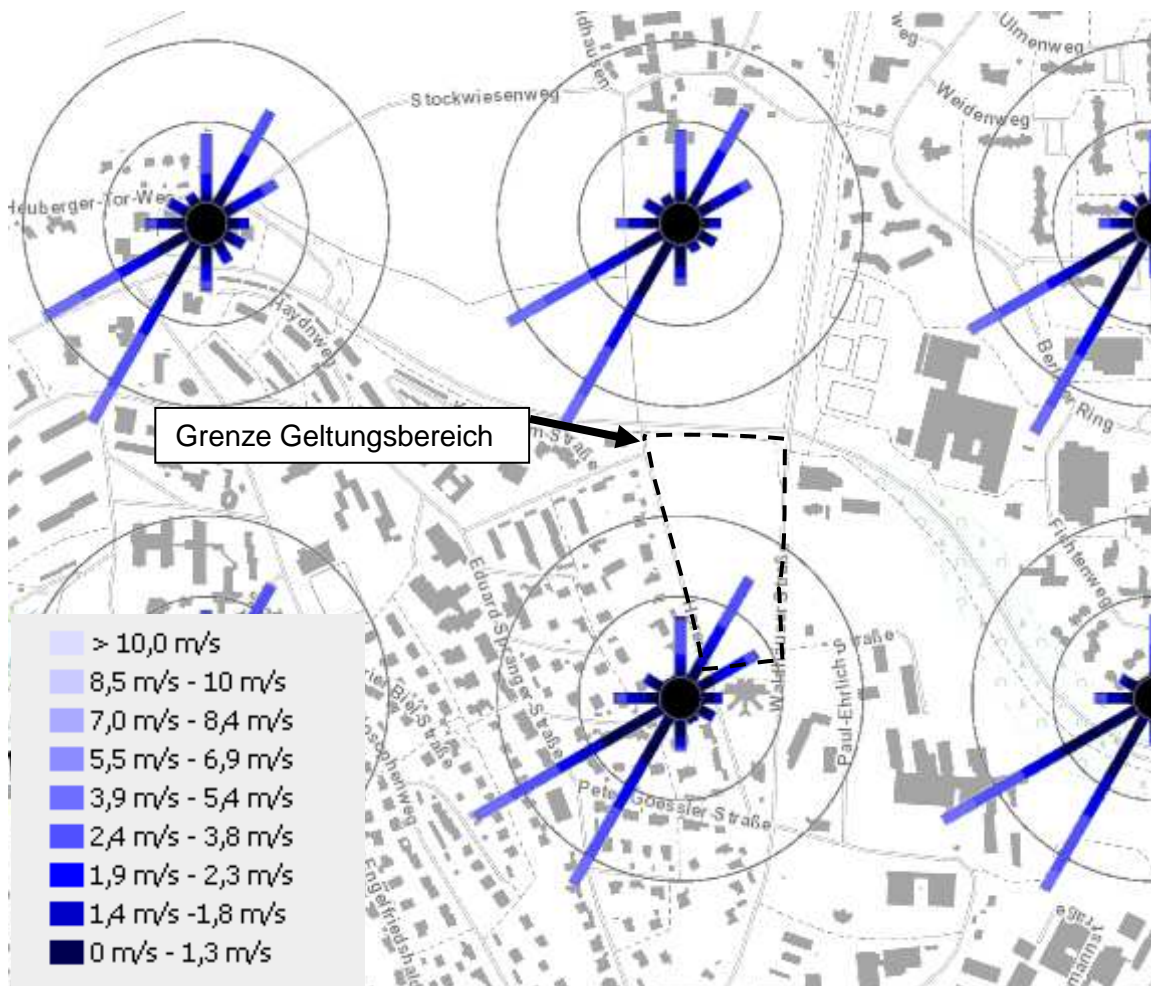 Ulmenweg
Stockwiesenweg
Weidenweg
Heuberger-Tor-Weg
Haydnweg
Grenze Geltungsbereich
Ring
Fichtenweg
Eduard-Spranger-Straße
Paul-Ehrlich-S
traße
Peter-Goessler-Straße
Josophenweg
> 10,0 m/s
8,5 m/s - 10 m/s
7,0 m/s - 8,4 m/s
5,5 m/s - 6,9 m/s
3,9 m/s - 5,4 m/s
2,4 m/s - 3,8 m/s
1,9 m/s - 2,3 m/s
1,4 m/s -1,8 m/s
0 m/s - 1,3 m/s